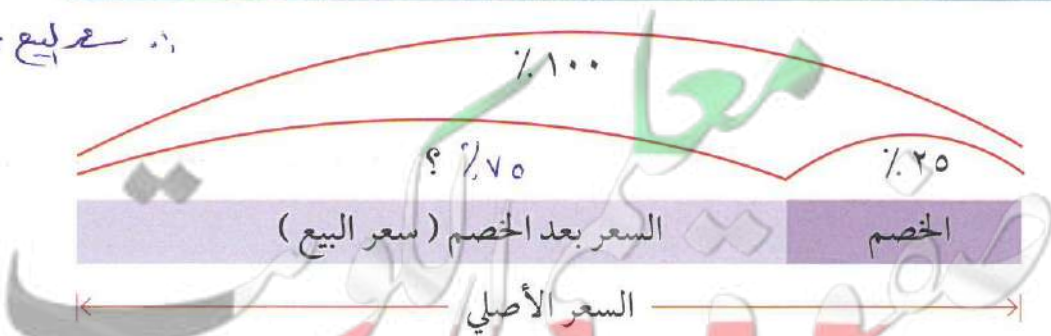 ∴ سعر البيع
٪ ١٠٠
٪ ٢٥
؟ ٪ ٧٥
الخصم
السعر بعد الخصم ( سعر البيع )
السعر الأصلي